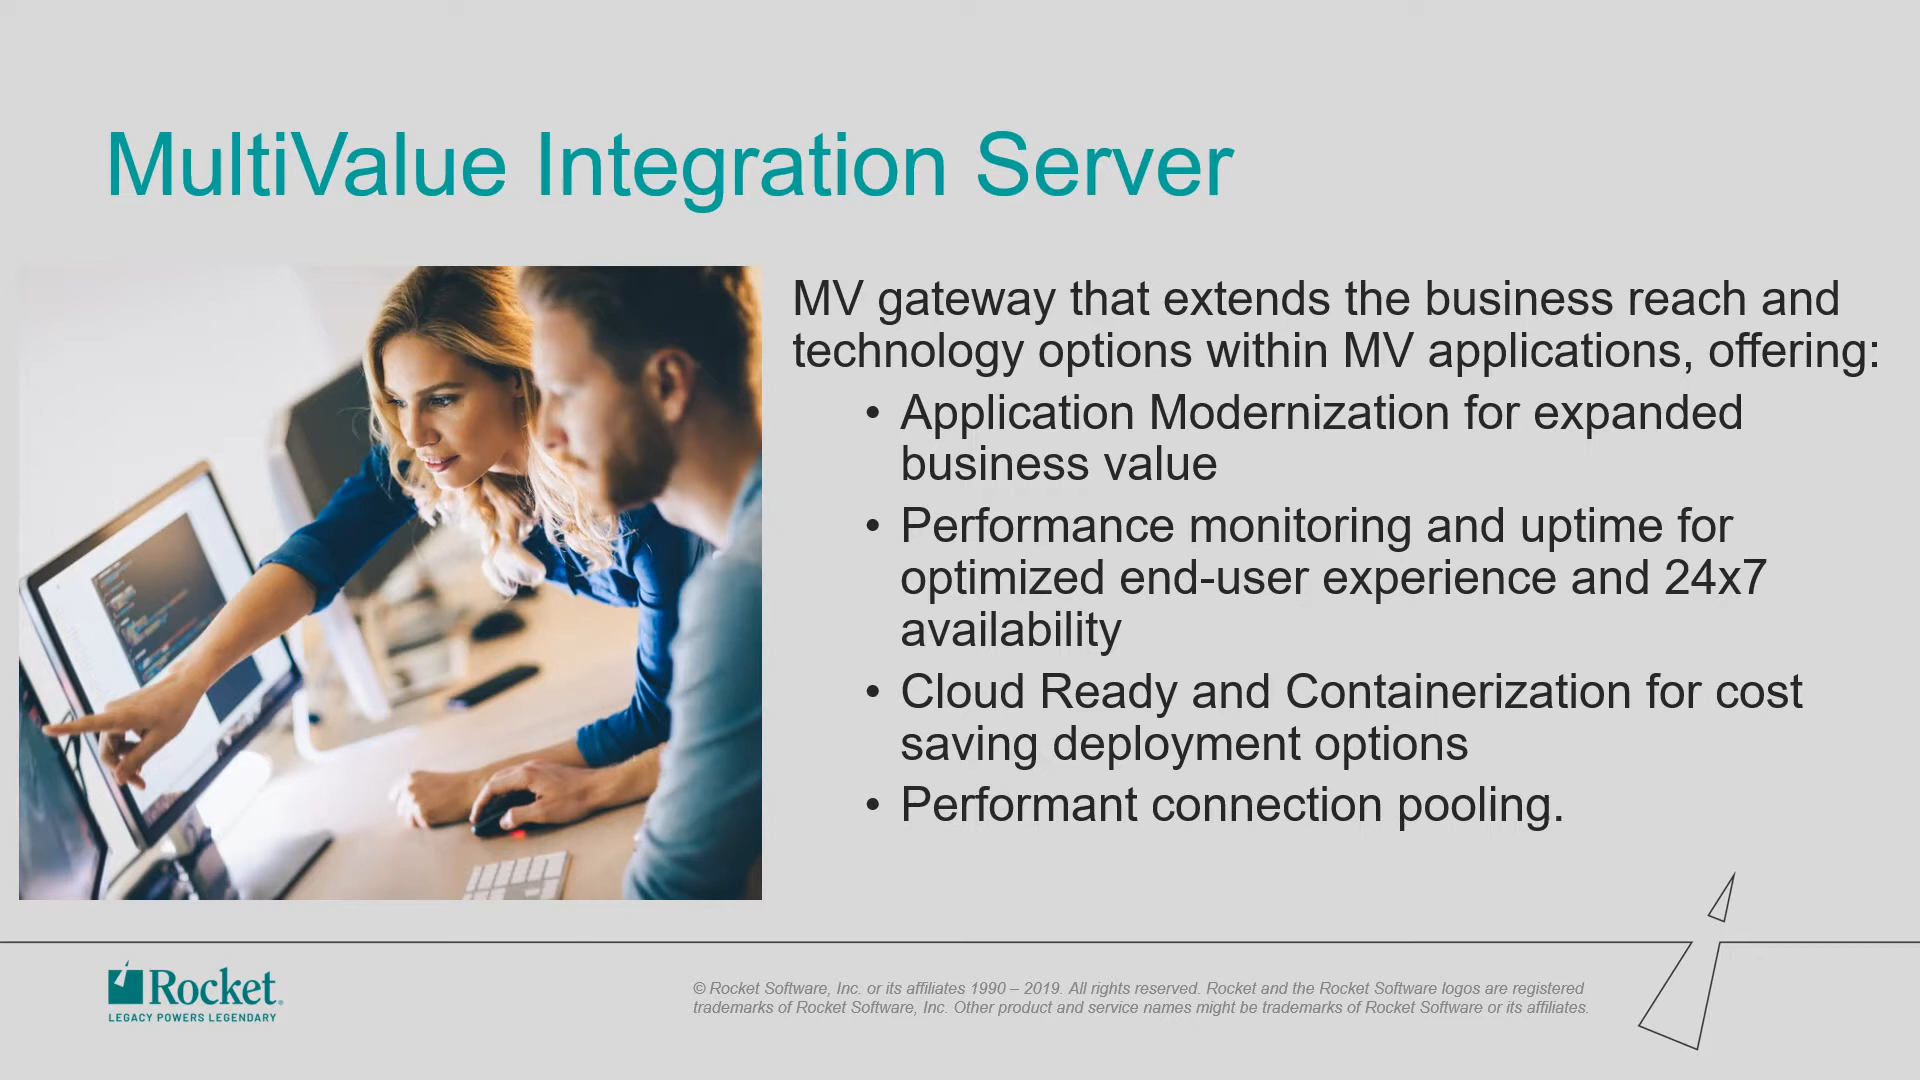 MultiValue Integration Server
MV gateway that extends the business reach and
technology options within MV applications, offering:
• Application Modernization for expanded
business value
• Performance monitoring and uptime for
optimized end-user experience and 24x7
availability
• Cloud Ready and Containerization for cost
saving deployment options
• Performant connection pooling.
Rocket.
LEGACY POWERS LEGENDARY
© Rocket Software, Inc. or its affiliates 1990 – 2019. All rights reserved. Rocket and the Rocket Software logos are registered
trademarks of Rocket Software, Inc. Other product and service names might be trademarks of Rocket Software or its affiliates.